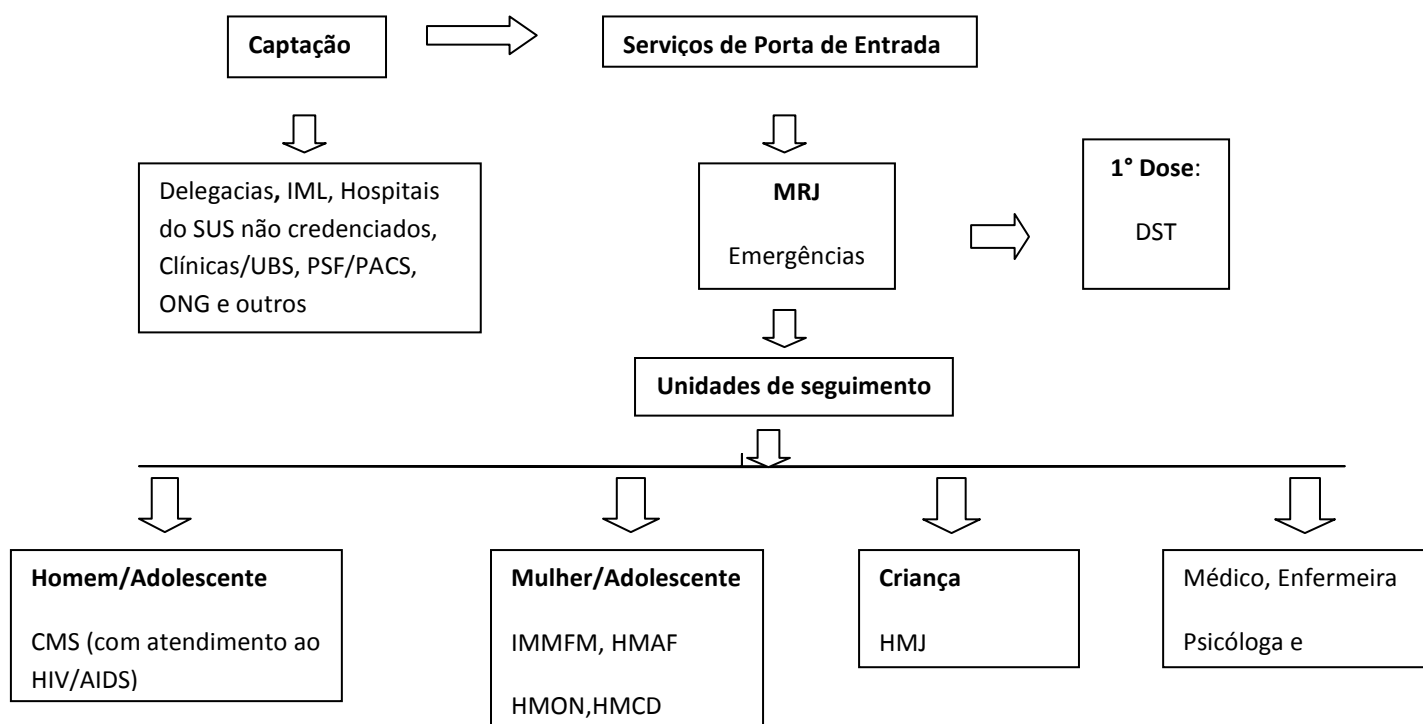 Captação
Serviços de Porta de Entrada
Delegacias, IML, Hospitais
do SUS não credenciados,
Clínicas/UBS, PSF/PACS,
ONG e outros
MRJ
Emergências
1° Dose:
DST
Unidades de seguimento
Homem/Adolescente
CMS (com atendimento ao
HIV/AIDS)
Mulher/Adolescente
IMMFM, HMAF
HMON,HMCD
Criança
HMJ
Médico, Enfermeira
Psicóloga e